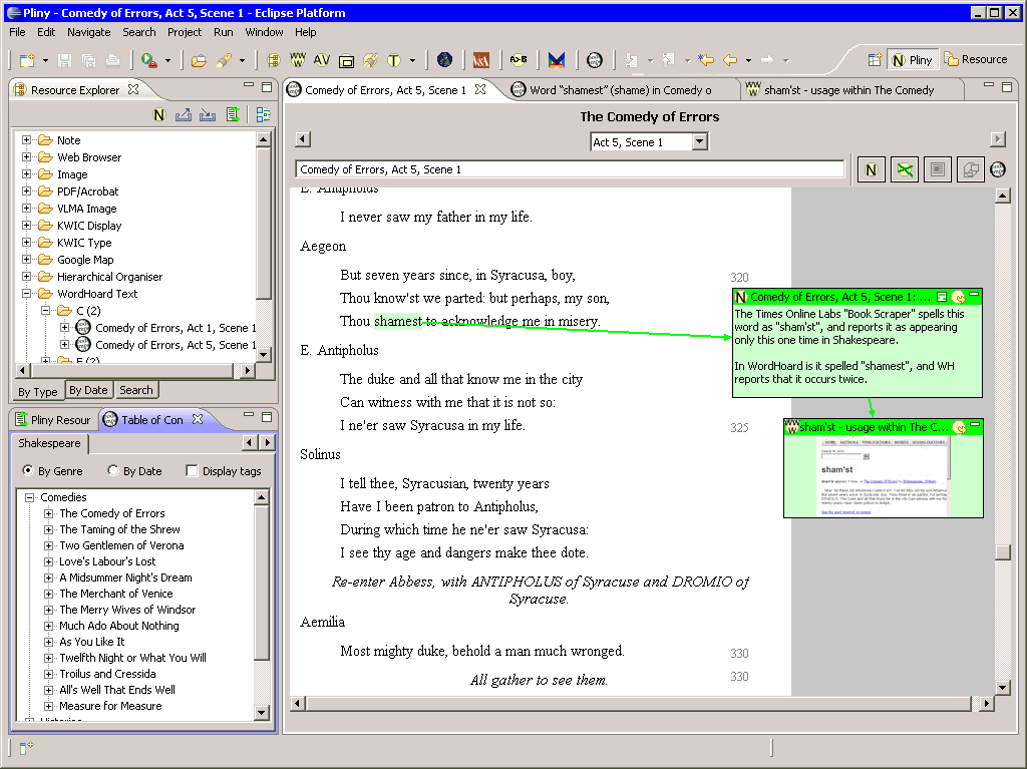 Pliny - Comedy of Errors, Act 5, Scene 1 - Eclipse Platform
File Edit Navigate Search Project Run Window Help
N Pliny Resource
Resource Explorer
Note
Web Browser
Image
PDF/Acrobat
VLMA Image
KWIC Display
KWIC Type
Google Map
Hierarchical Organiser
WordHoard Text
C (2)
Comedy of Errors, Act 1, Scene 1
Comedy of Errors, Act 5, Scene 1
E (2)
By Type By Date Search
Pliny Resour Table of Con
Shakespeare
By Genre By Date Display tags
Comedies
The Comedy of Errors
The Taming of the Shrew
Two Gentlemen of Verona
Love's Labour's Lost
A Midsummer Night's Dream
The Merchant of Venice
The Merry Wives of Windsor
Much Ado About Nothing
As You Like It
Twelfth Night or What You Will
Troilus and Cressida
All's Well That Ends Well
Measure for Measure
Comedy of Errors, Act 5, Scene 1 Word "shamest" (shame) in Comedy o sham'st - usage within The Comedy
The Comedy of Errors
Act 5, Scene 1
Comedy of Errors, Act 5, Scene 1
E. Antipholus
I never saw my father in my life.
Aegeon
But seven years since, in Syracusa, boy, 320
Thou know'st we parted: but perhaps, my son,
Thou shamest to acknowledge me in misery.
E. Antipholus
The duke and all that know me in the city
Can witness with me that it is not so:
I ne'er saw Syracusa in my life. 325
Solinus
I tell thee, Syracusian, twenty years
Have I been patron to Antipholus,
During which time he ne'er saw Syracusa:
I see thy age and dangers make thee dote.
Re-enter Abbess, with ANTIPHOLUS of Syracuse and DROMIO of
Syracuse.
Aemilia
Most mighty duke, behold a man much wronged. 330
All gather to see them. 330
N Comedy of Errors, Act 5, Scene 1: ...
The Times Online Labs "Book Scraper" spells this
word as "sham'st", and reports it as appearing
only this one time in Shakespeare.
In WordHoard is it spelled "shamest", and WH
reports that it occurs twice.
sham'st - usage within The C...
sham'st